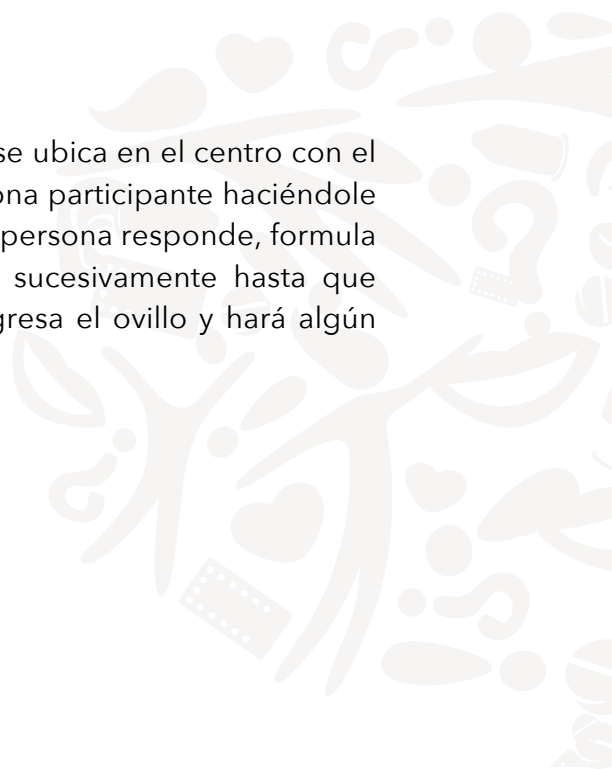 se ubica en el centro con el
ona participante haciéndole
persona responde, formula
sucesivamente hasta que
gresa el ovillo y hará algún